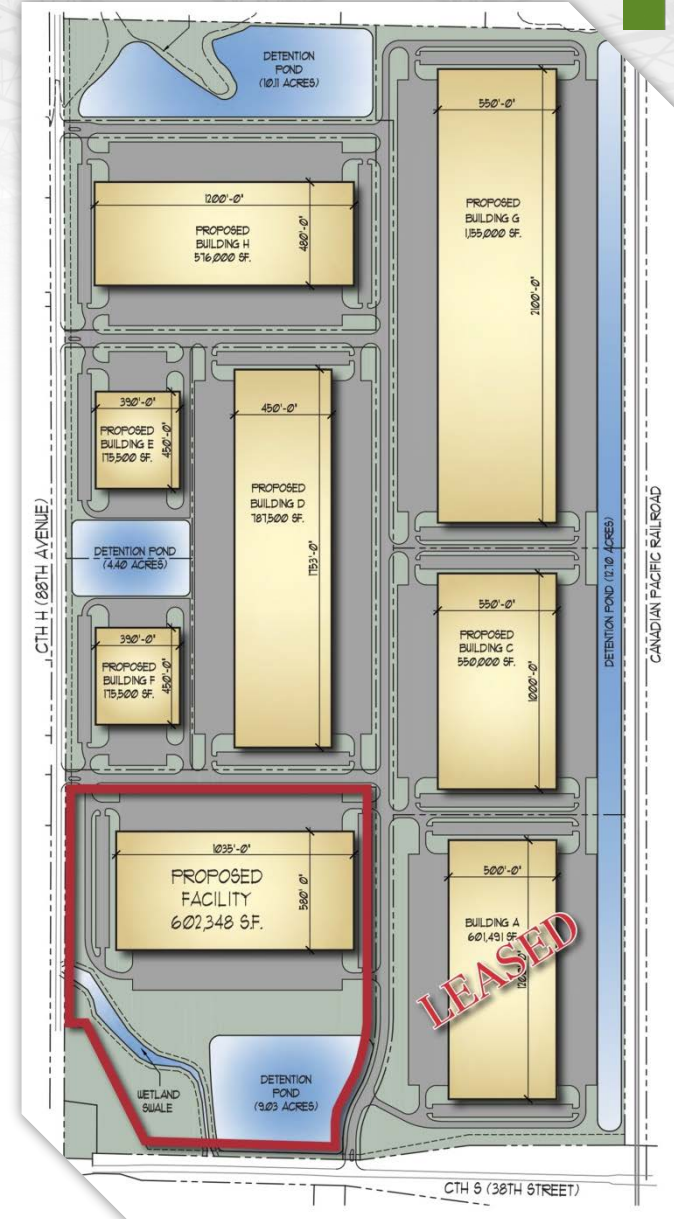 DETENTION
POND
(10.11 ACRES)
550'-0"
PROPOSED
BUILDING G
1,155,000 SF.
2100'-0"
1200'-0"
480'-0"
PROPOSED
BUILDING H
576,000 SF.
390'-0"
PROPOSED
BUILDING E
175,500 SF.
450'-0"
450'-0"
PROPOSED
BUILDING D
787,500 SF.
1753'-0"
DETENTION POND
(4.40 ACRES)
390'-0"
PROPOSED
BUILDING F
175,500 SF.
450'-0"
550'-0"
PROPOSED
BUILDING C
550,000 SF.
1000'-0"
CTH H (88TH AVENUE)
DETENTION POND (12.70 ACRES)
CANADIAN PACIFIC RAILROAD
1035'-0"
PROPOSED
FACILITY
602,348 S.F.
580' 0"
500'-0"
BUILDING A
601,491 SF.
LEASED
WETLAND
SWALE
DETENTION
POND
(9.03 ACRES)
CTH S (38TH STREET)